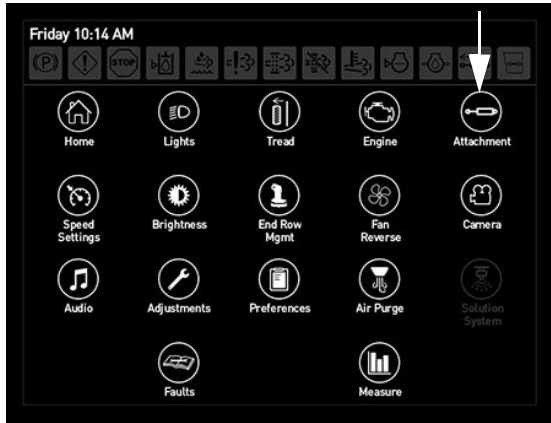 Friday 10:14 AM
(P)
STOP
Home
Lights
Tread
Engine
Attachment
Speed
Settings
Brightness
End Row
Mgmt
Fan
Reverse
Camera
Audio
Adjustments
Preferences
Air Purge
Solution
System
Faults
Measure